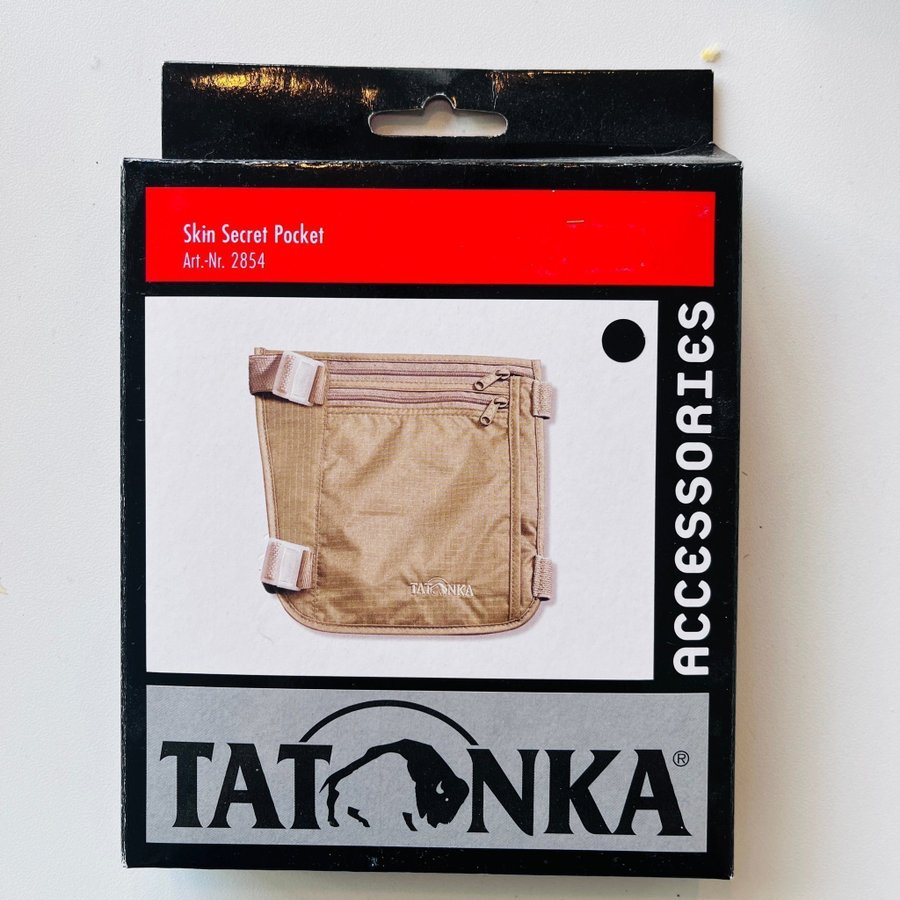 Skin Secret Pocket
Art.-Nr. 2854
ACCESSORIES
TATONKA
TATONKA®